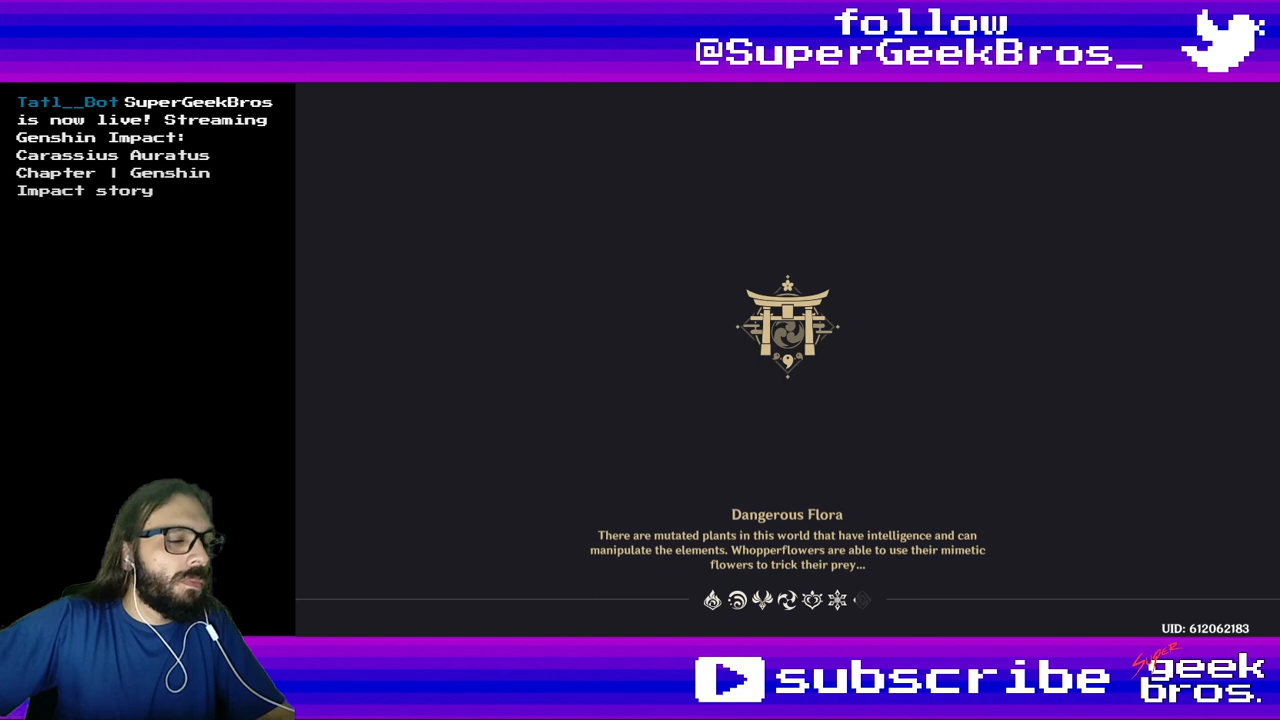 follow
@SuperGeekBros_
Tatl__Bot SuperGeekBros
is now live! Streaming
Genshin Impact:
Carassius Auratus
Chapter | Genshin
Impact story
Dangerous Flora
There are mutated plants in this world that have intelligence and can
manipulate the elements. Whopperflowers are able to use their mimetic
flowers to trick their prey...
UID: 612062183
subscribe
SUPER
geek
bros.